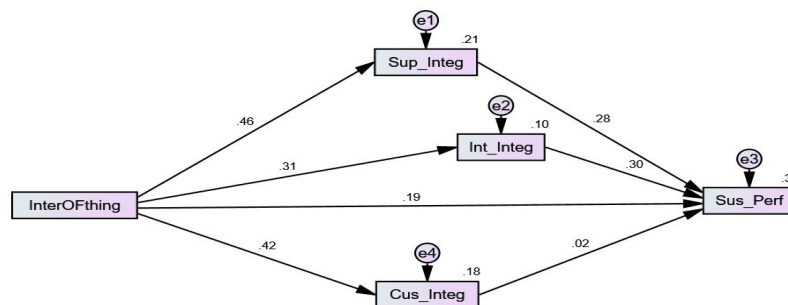 e1
.21
Sup_Integ
.46
e2
.28
.10
Int_Integ
.31
.30
e3
InterOFthing
.19
Sus_Perf
.42
e4
.02
.18
Cus_Integ